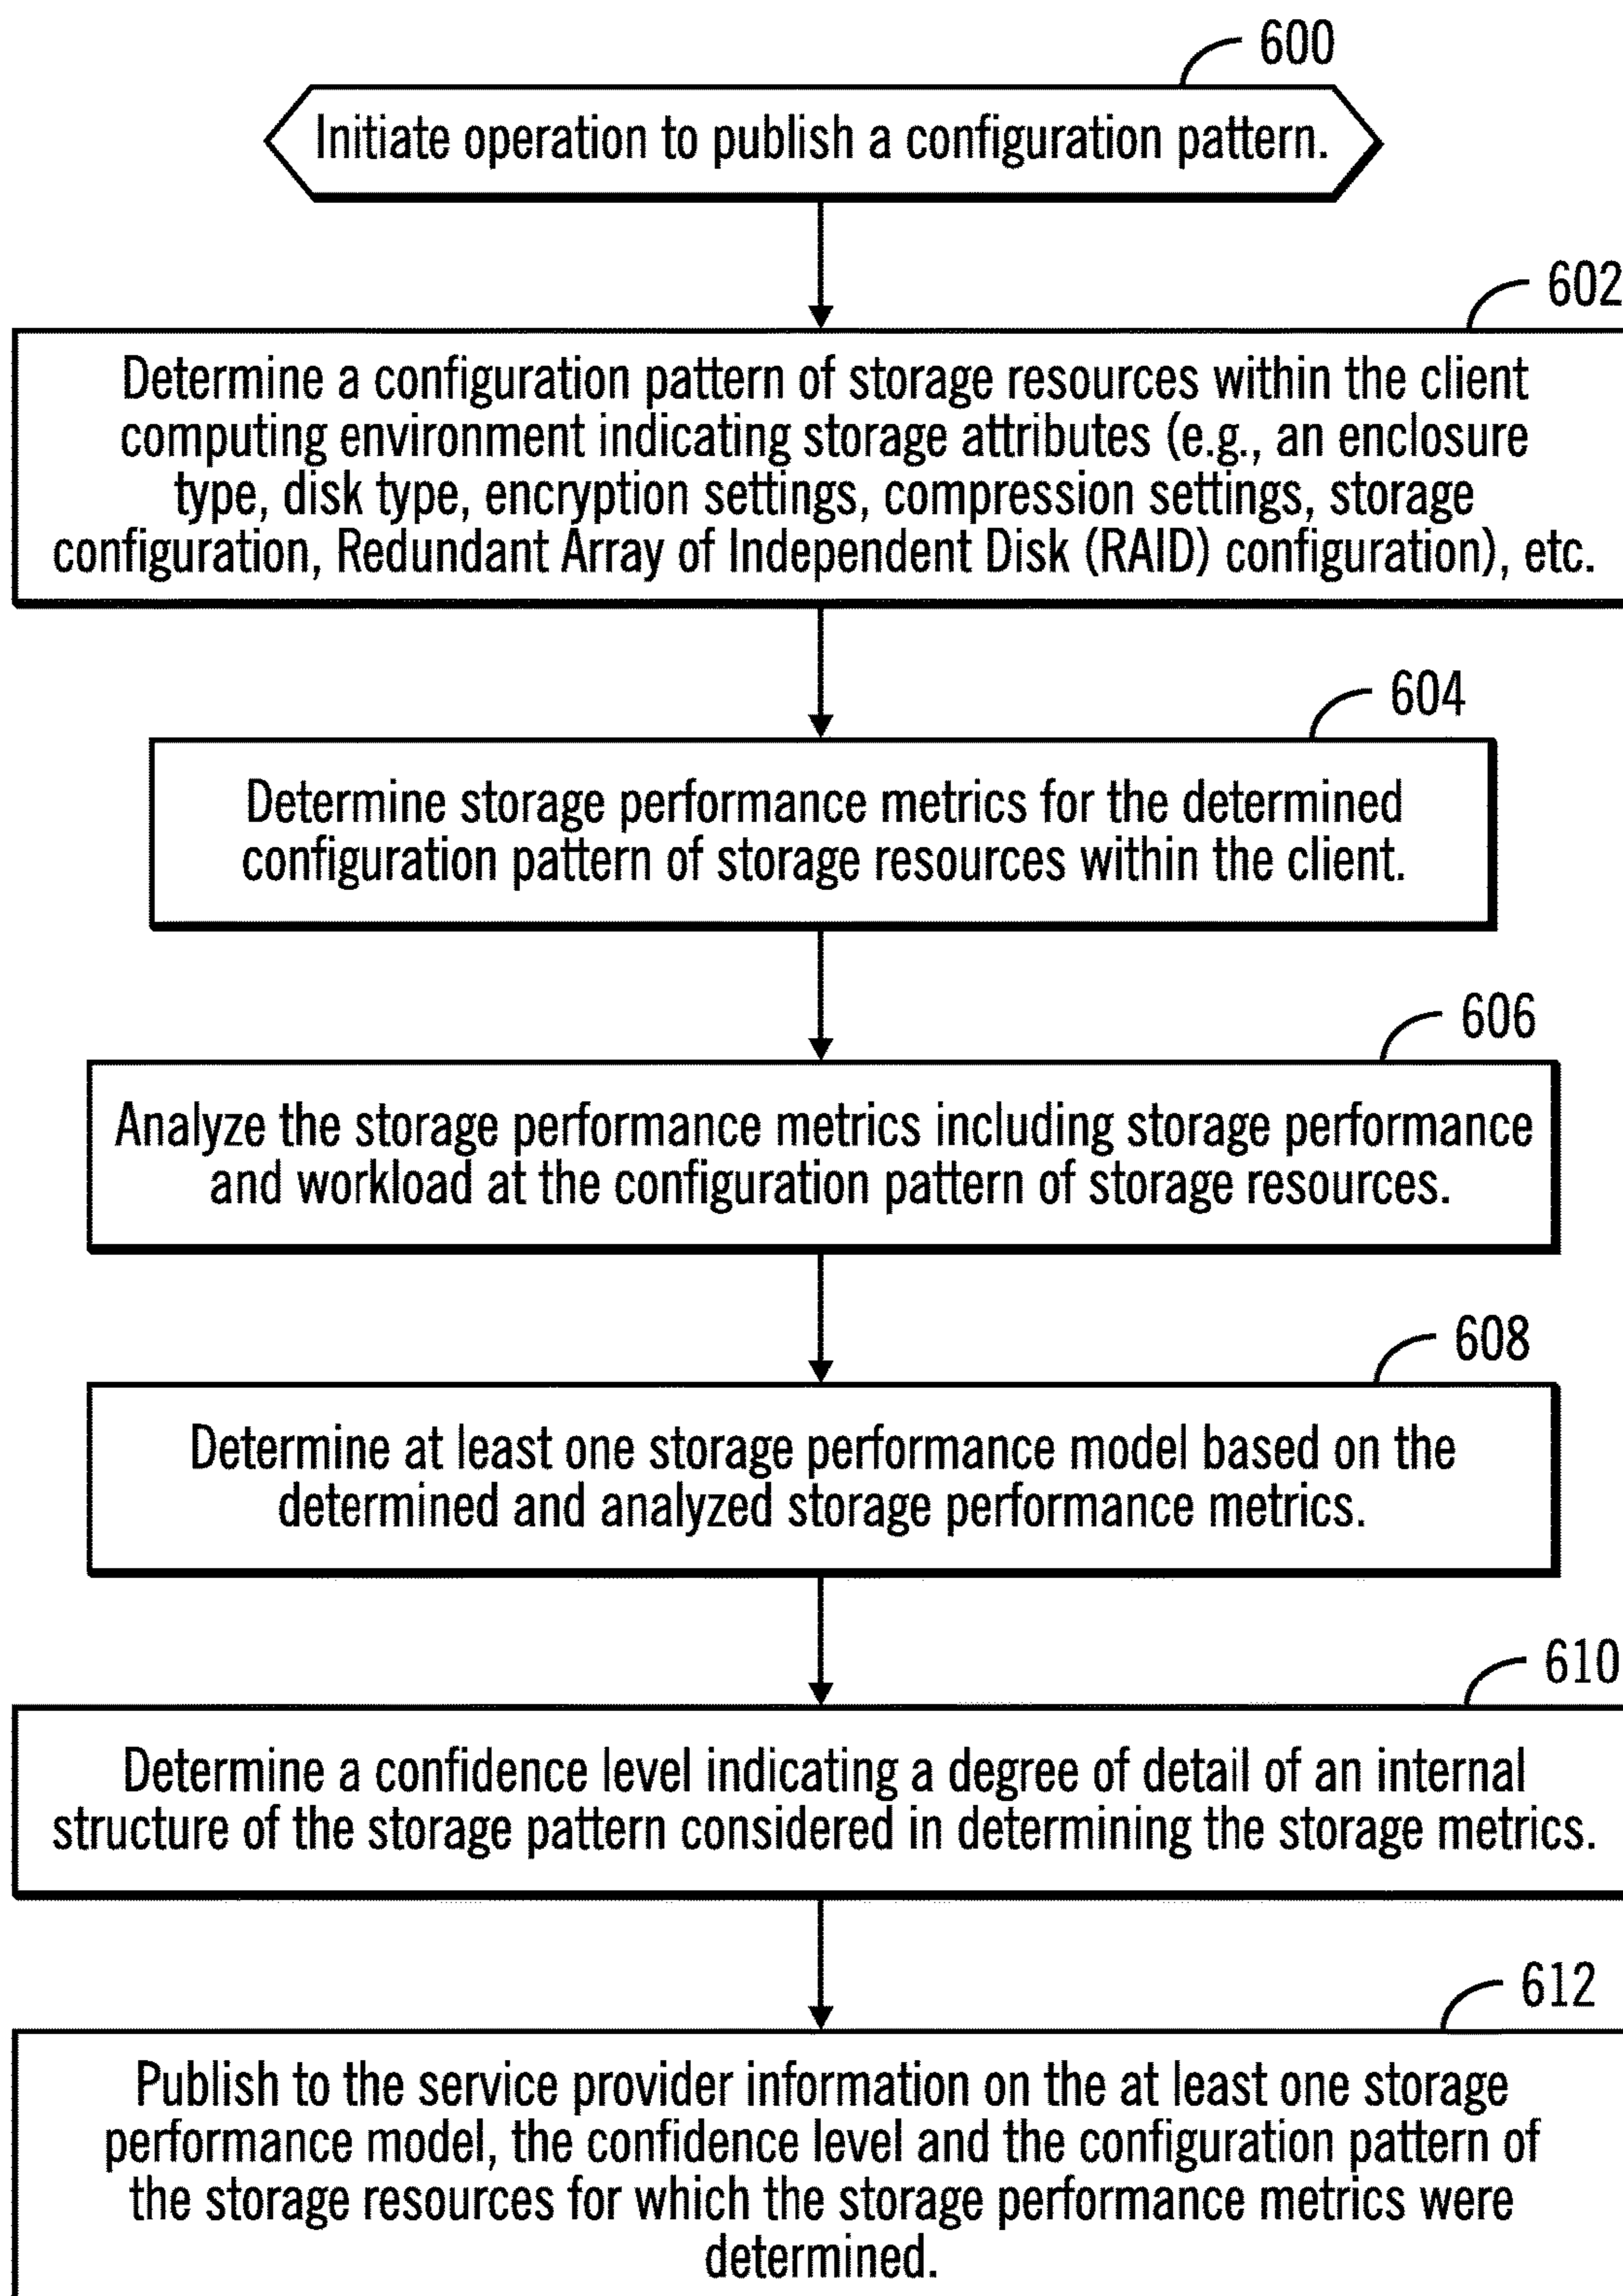 600
Initiate operation to publish a configuration pattern.
602
Determine a configuration pattern of storage resources within the client
computing environment indicating storage attributes (e.g., an enclosure
type, disk type, encryption settings, compression settings, storage
configuration, Redundant Array of Independent Disk (RAID) configuration), etc.
604
Determine storage performance metrics for the determined
configuration pattern of storage resources within the client.
606
Analyze the storage performance metrics including storage performance
and workload at the configuration pattern of storage resources.
608
Determine at least one storage performance model based on the
determined and analyzed storage performance metrics.
610
Determine a confidence level indicating a degree of detail of an internal
structure of the storage pattern considered in determining the storage metrics.
612
Publish to the service provider information on the at least one storage
performance model, the confidence level and the configuration pattern of
the storage resources for which the storage performance metrics were
determined.